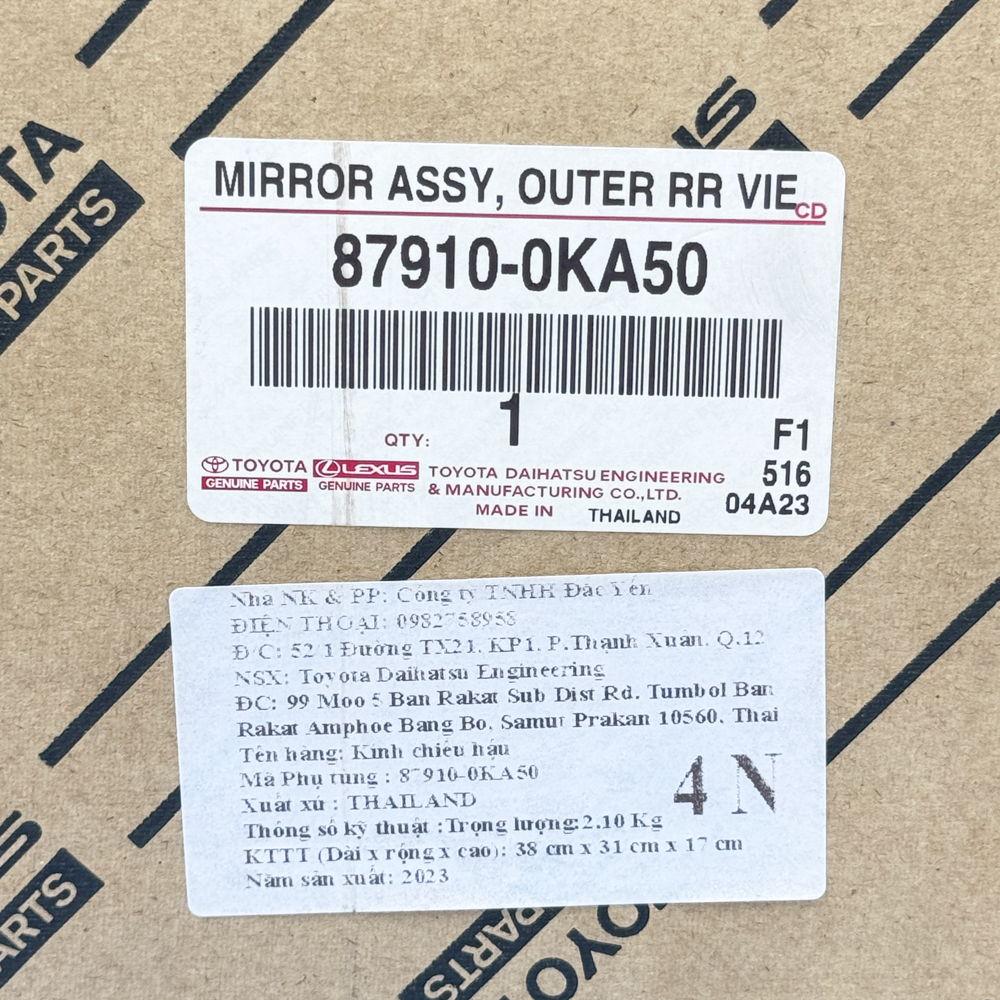 TOTA
PARTS
MIRROR ASSY, OUTER RR VIE
CD
87910-0KA50
QTY: 1
F1
516
04A23
TOYOTA
GENUINE PARTS
LEXUS
GENUINE PARTS
TOYOTA DAIHATSU ENGINEERING
& MANUFACTURING CO.,LTD.
MADE IN THAILAND
Nhà NK & PP: Công ty TNHH Đắc Yến
ĐIỆN THOẠI: 0982758958
Đ/C: 52/1 Đường TX21, KP1, P.Thạnh Xuân, Q.12
NSX: Toyota Daihatsu Engineering
ĐC: 99 Moo 5 Ban Rakat Sub Dist Rd. Tumbol Ban
Rakat Amphoe Bang Bo, Samut Prakan 10560, Thai
Tên hàng: Kính chiếu hậu
Mã Phụ tùng : 87910-0KA50
Xuất xứ : THAILAND
Thông số kỹ thuật :Trọng lượng:2.10 Kg
KTTT (Dài x rộng x cao): 38 cm x 31 cm x 17 cm
Năm sản xuất: 2023
4 N
PARTS
PARTS
TOYO